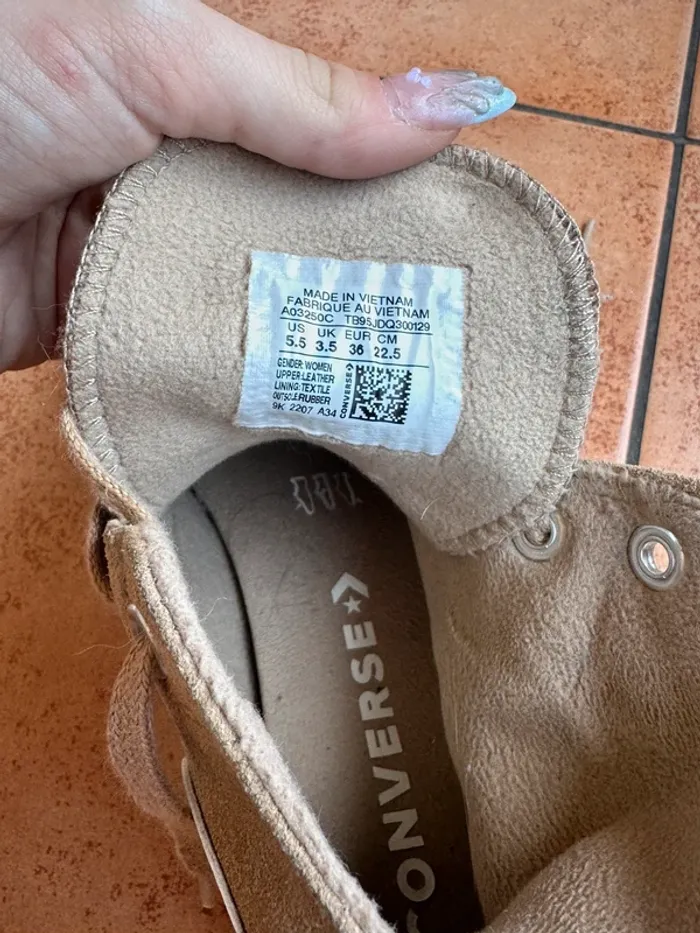 MADE IN VIETNAM
FABRIQUE AU VIETNAM
A03250C TB95JDQ300129
US UK EUR CM
5.5 3.5 36 22.5
GENDER: WOMEN
UPPER:LEATHER
LINING:TEXTILE
OUTSOLE:RUBBER
9K 2207 A34
CONVERSE
CONVERSE